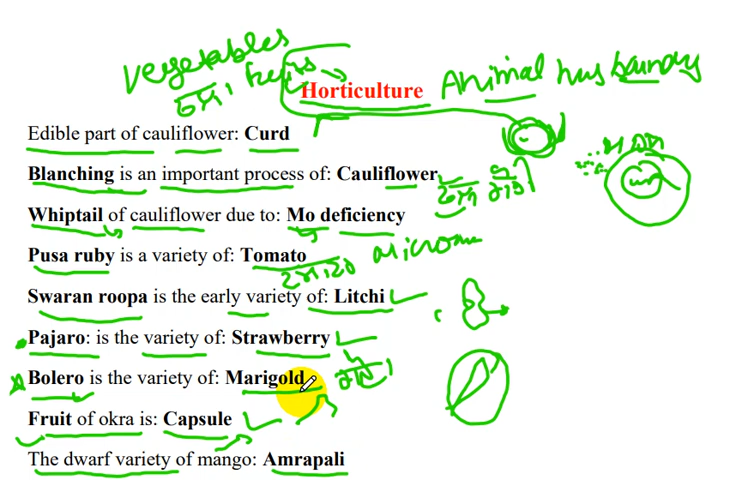 vegetables
Horticulture Animal husbandry
Edible part of cauliflower: Curd
Blanching is an important process of: Cauliflower
Whiptail of cauliflower due to: Mo deficiency
Pusa ruby is a variety of: Tomato
Swaran roopa is the early variety of: Litchi
Pajaro: is the variety of: Strawberry
Bolero is the variety of: Marigold
Fruit of okra is: Capsule
The dwarf variety of mango: Amrapali